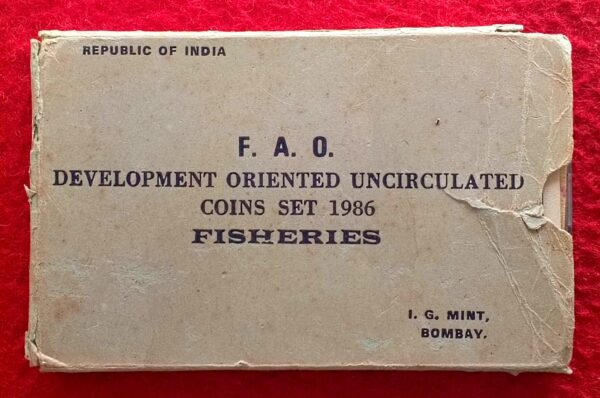 REPUBLIC OF INDIA
F. A. O.
DEVELOPMENT ORIENTED UNCIRCULATED
COINS SET 1986
FISHERIES
I. G. MINT,
BOMBAY.